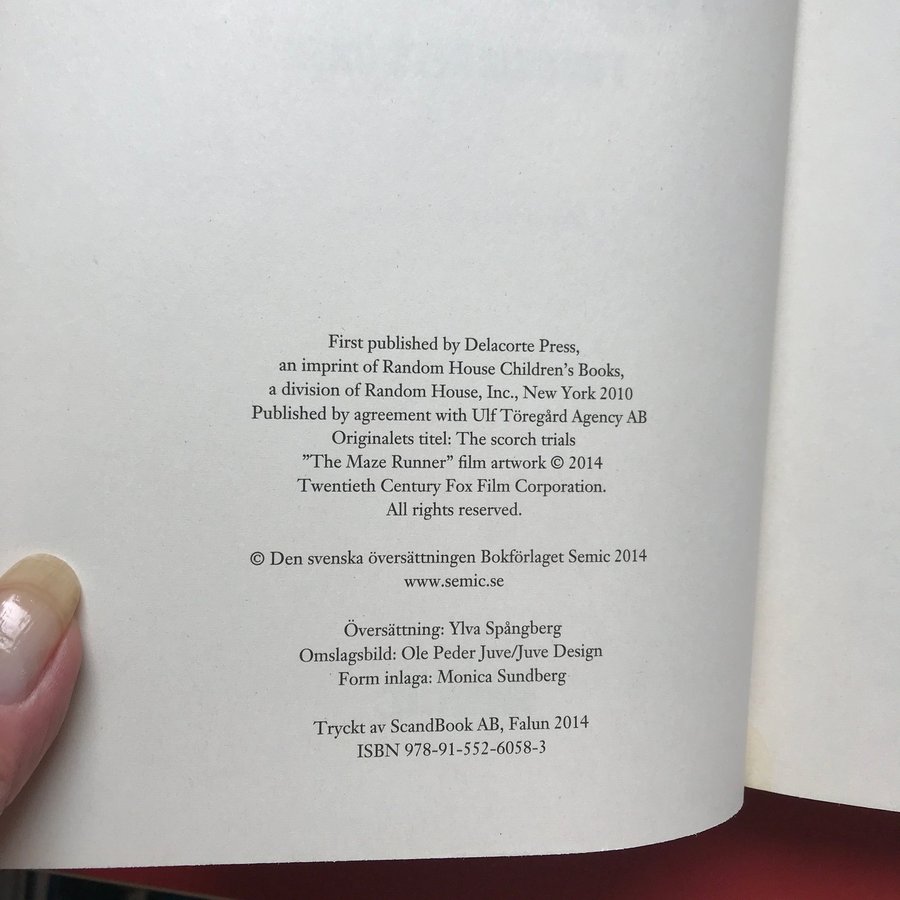 First published by Delacorte Press,
an imprint of Random House Children's Books,
a division of Random House, Inc., New York 2010
Published by agreement with Ulf Töregård Agency AB
Originalets titel: The scorch trials
”The Maze Runner” film artwork © 2014
Twentieth Century Fox Film Corporation.
All rights reserved.
© Den svenska översättningen Bokförlaget Semic 2014
www.semic.se
Översättning: Ylva Spångberg
Omslagsbild: Ole Peder Juve/Juve Design
Form inlaga: Monica Sundberg
Tryckt av ScandBook AB, Falun 2014
ISBN 978-91-552-6058-3